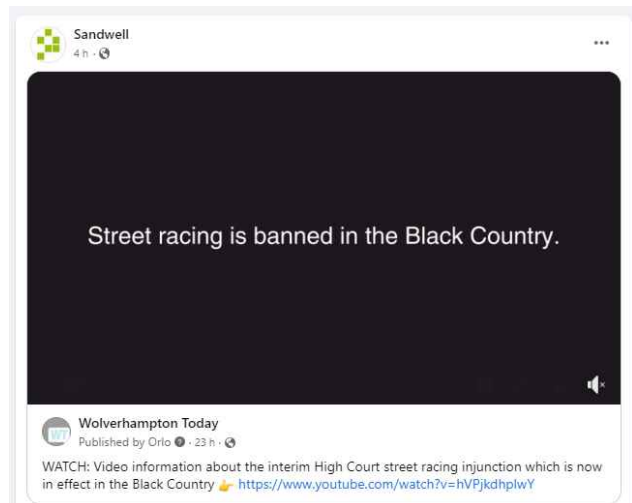 Sandwell
4 h ·
Street racing is banned in the Black Country.
WT
Wolverhampton Today
Published by Orlo · 23 h ·
WATCH: Video information about the interim High Court street racing injunction which is now
in effect in the Black Country 👉 https://www.youtube.com/watch?v=hVPjkdhplwY